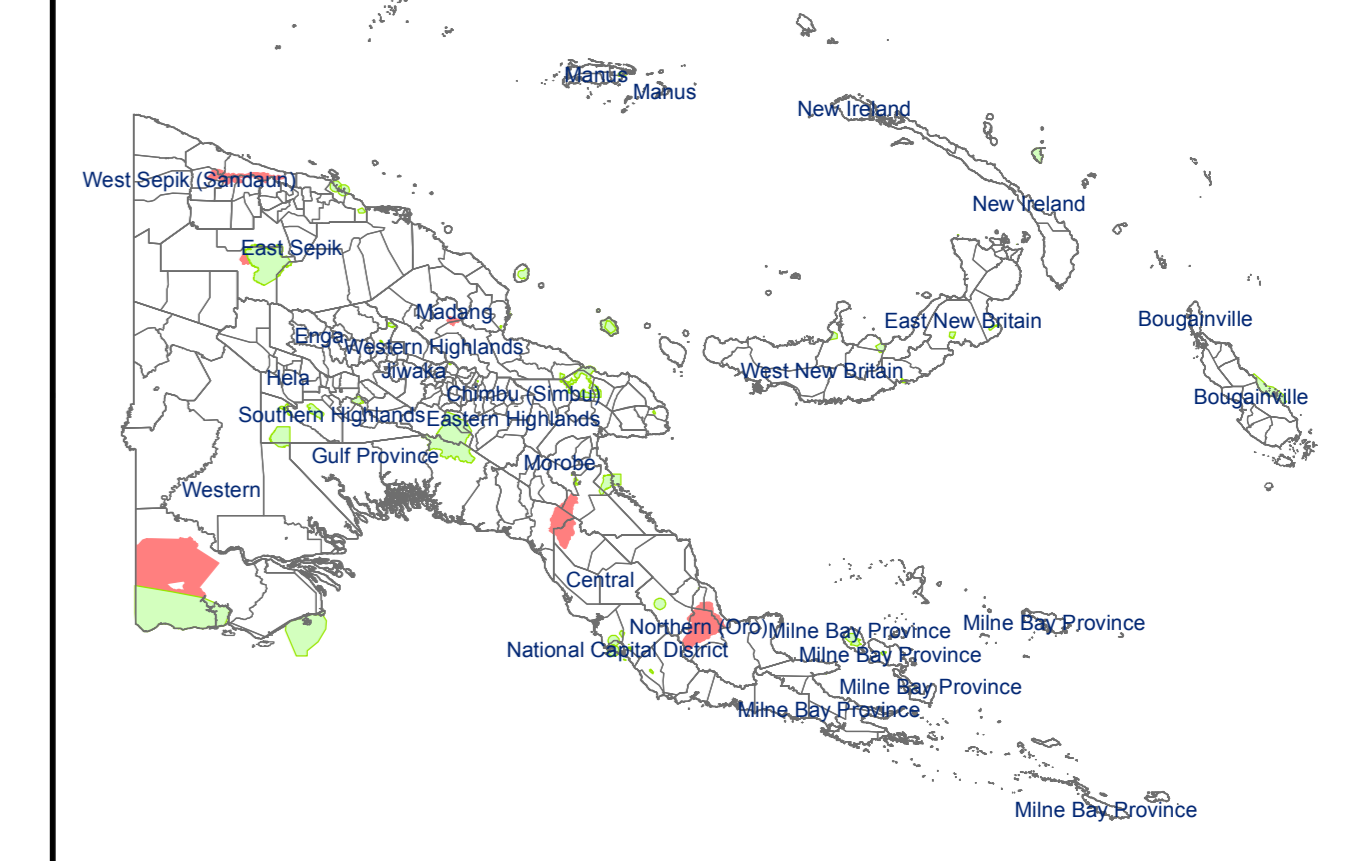 Manus
Manus
New Ireland
West Sepik (Sandaun)
New Ireland
East Sepik
Madang
East New Britain
Bougainville
Enga
Western Highlands
Jiwaka
Hela
West New Britain
Chimbu (Simbu)
Bougainville
Southern Highlands
Eastern Highlands
Gulf Province
Morobe
Western
Central
Northern (Oro)
Milne Bay Province
Milne Bay Province
National Capital District
Milne Bay Province
Milne Bay Province
Milne Bay Province
Milne Bay Province